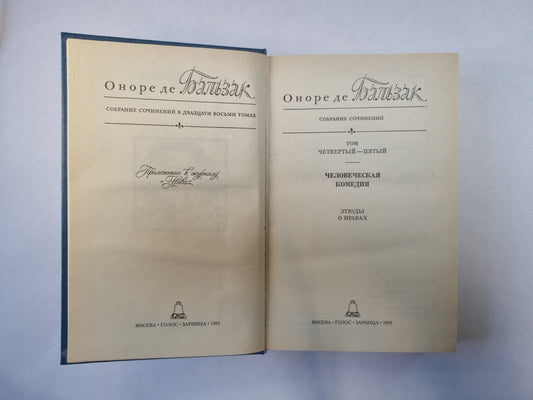 Оноре де Бальзак
СОБРАНИЕ СОЧИНЕНИЙ В ДВАДЦАТИ ВОСЬМИ ТОМАХ
Приложение к журналу
"Нива"
МОСКВА • ГОЛОС • ЗАРНИЦА • 1995
Оноре де Бальзак
СОБРАНИЕ СОЧИНЕНИЙ
ТОМ
ЧЕТВЕРТЫЙ—ПЯТЫЙ
ЧЕЛОВЕЧЕСКАЯ
КОМЕДИЯ
ЭТЮДЫ
О НРАВАХ
МОСКВА • ГОЛОС • ЗАРНИЦА • 1995